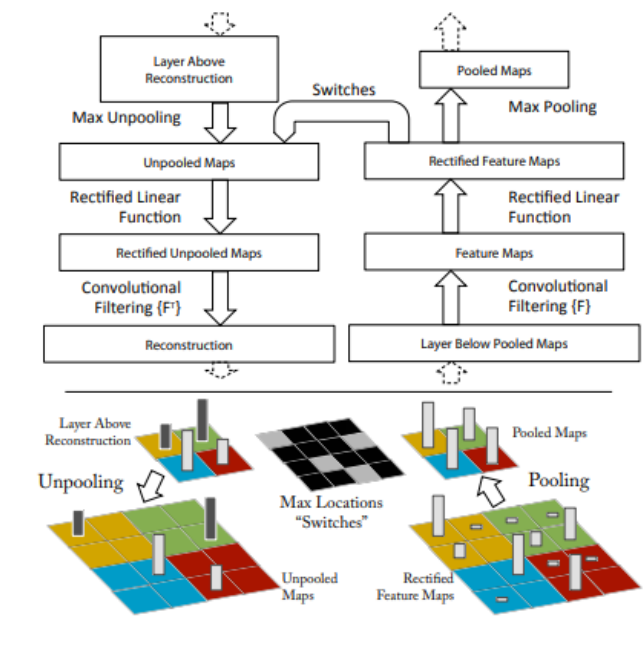 Layer Above
Reconstruction
Pooled Maps
Switches
Max Unpooling
Max Pooling
Unpooled Maps
Rectified Feature Maps
Rectified Linear
Function
Rectified Linear
Function
Rectified Unpooled Maps
Feature Maps
Convolutional
Filtering {Fᵀ}
Convolutional
Filtering {F}
Reconstruction
Layer Below Pooled Maps
Layer Above
Reconstruction
Pooled Maps
Unpooling
Pooling
Max Locations
“Switches”
Unpooled
Maps
Rectified
Feature Maps